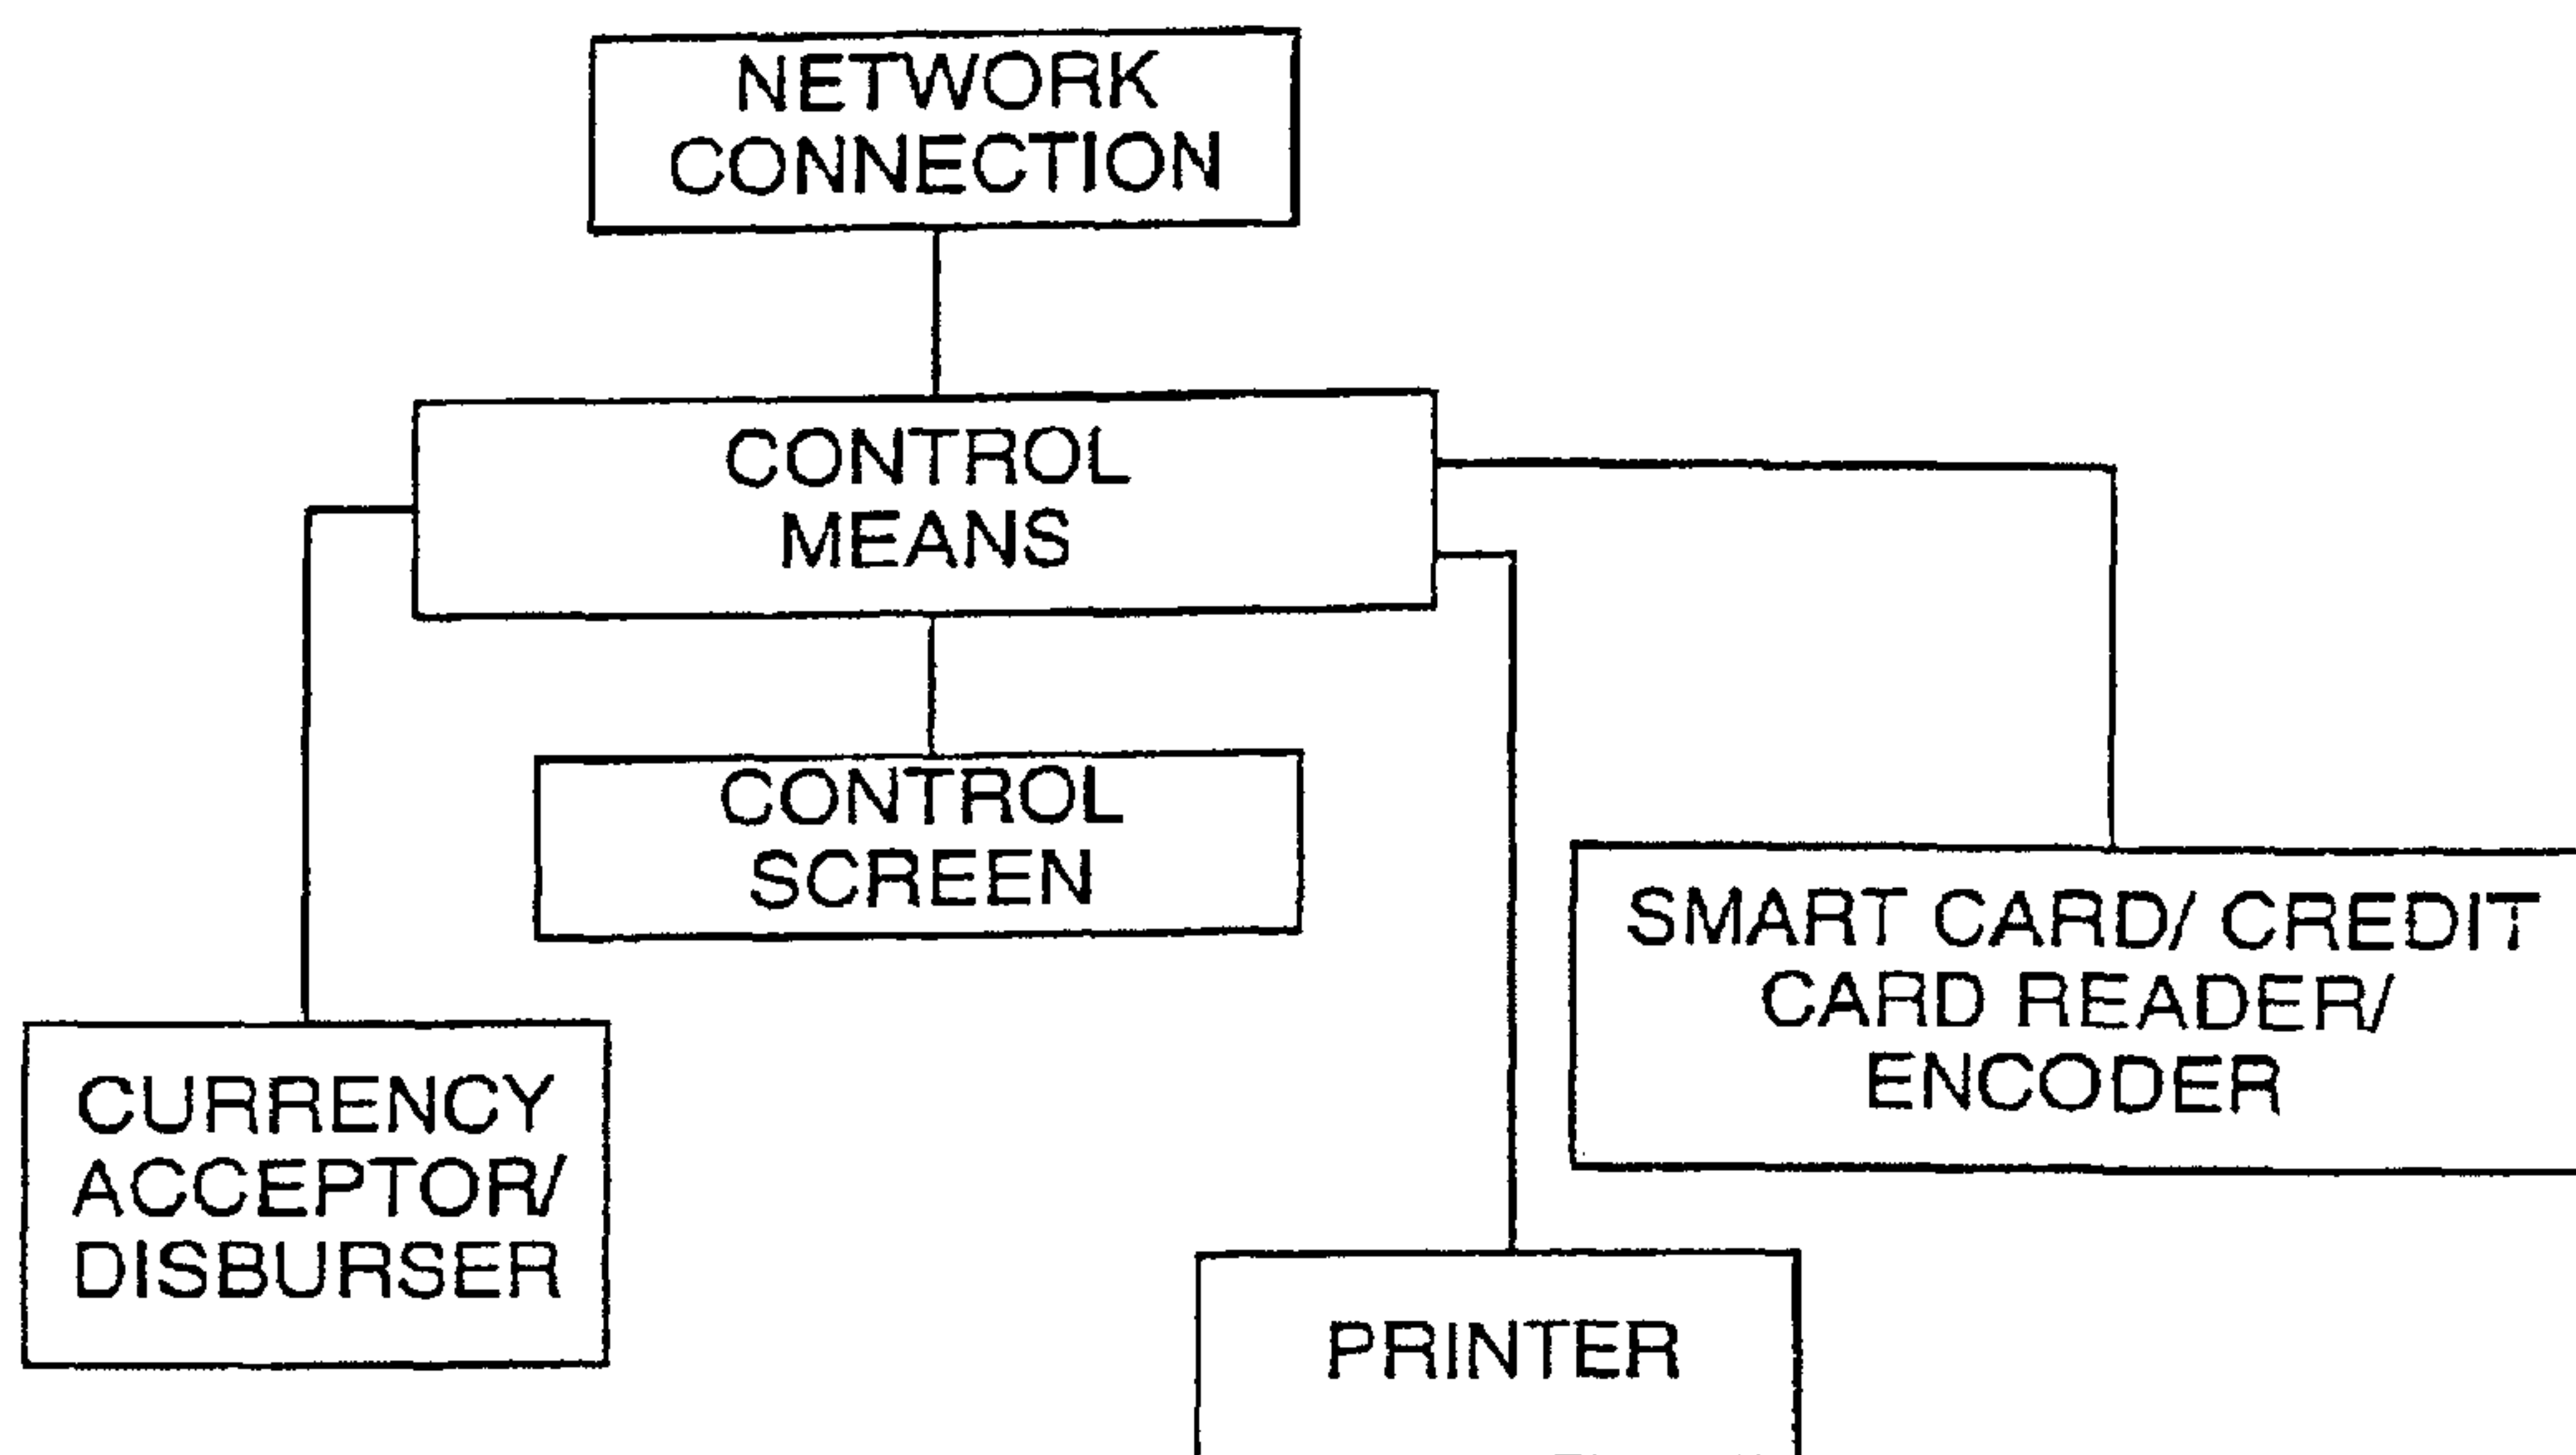 NETWORK
CONNECTION
CONTROL
MEANS
CONTROL
SCREEN
SMART CARD/ CREDIT
CARD READER/
ENCODER
CURRENCY
ACCEPTOR/
DISBURSER
PRINTER